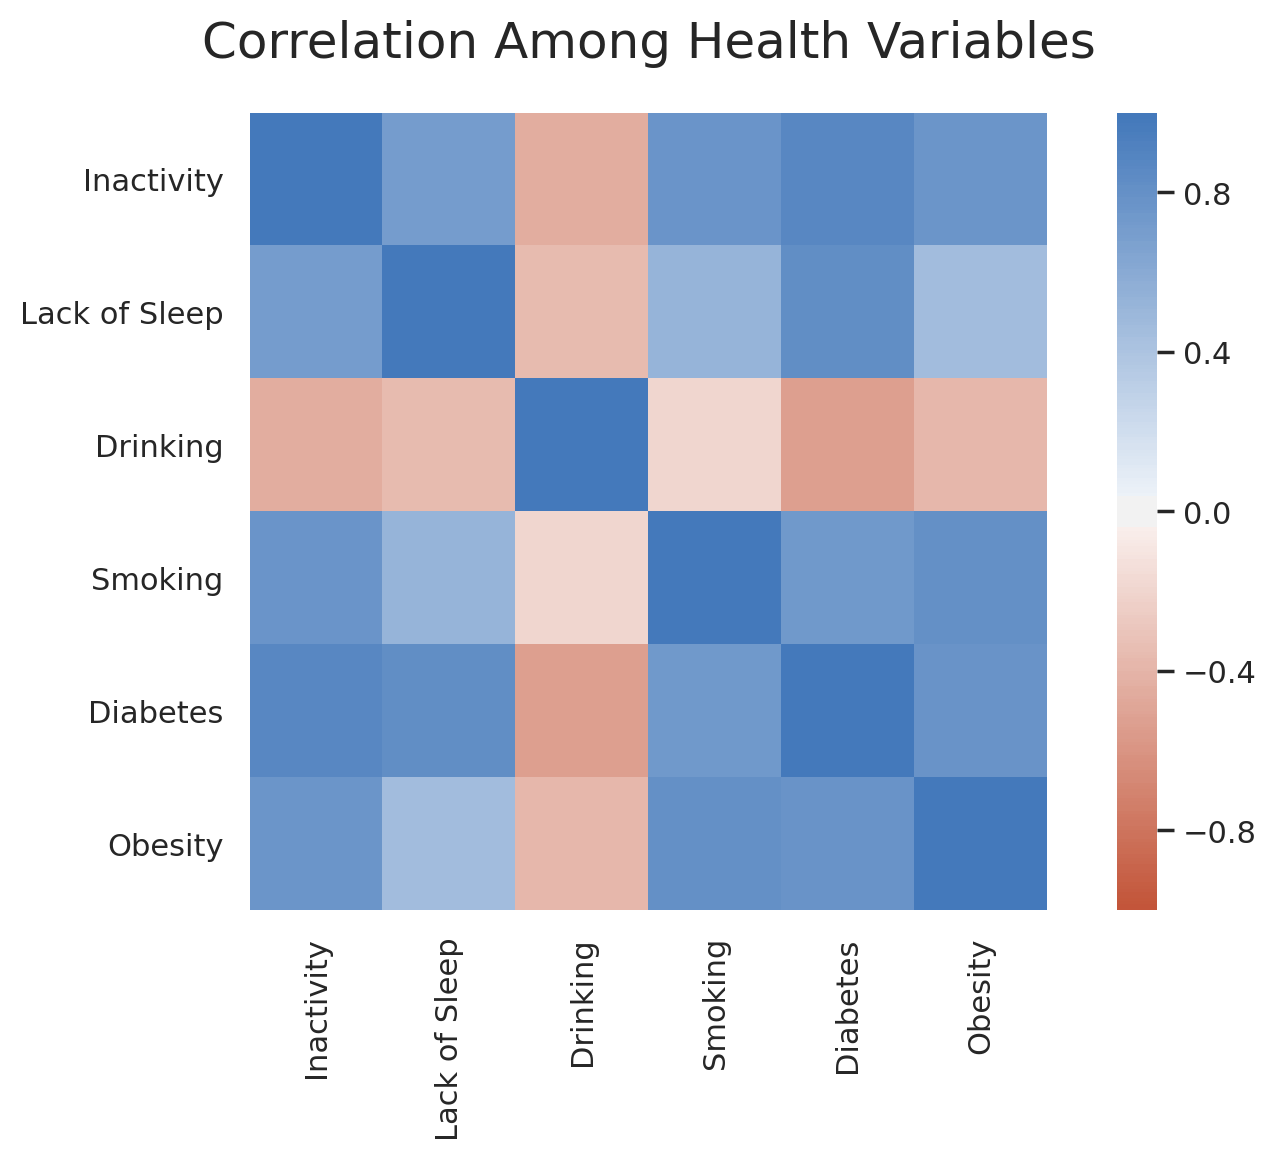 Correlation Among Health Variables
Inactivity
Lack of Sleep
Drinking
Smoking
Diabetes
Obesity
Inactivity
Lack of Sleep
Drinking
Smoking
Diabetes
Obesity
0.8
0.4
0.0
−0.4
−0.8